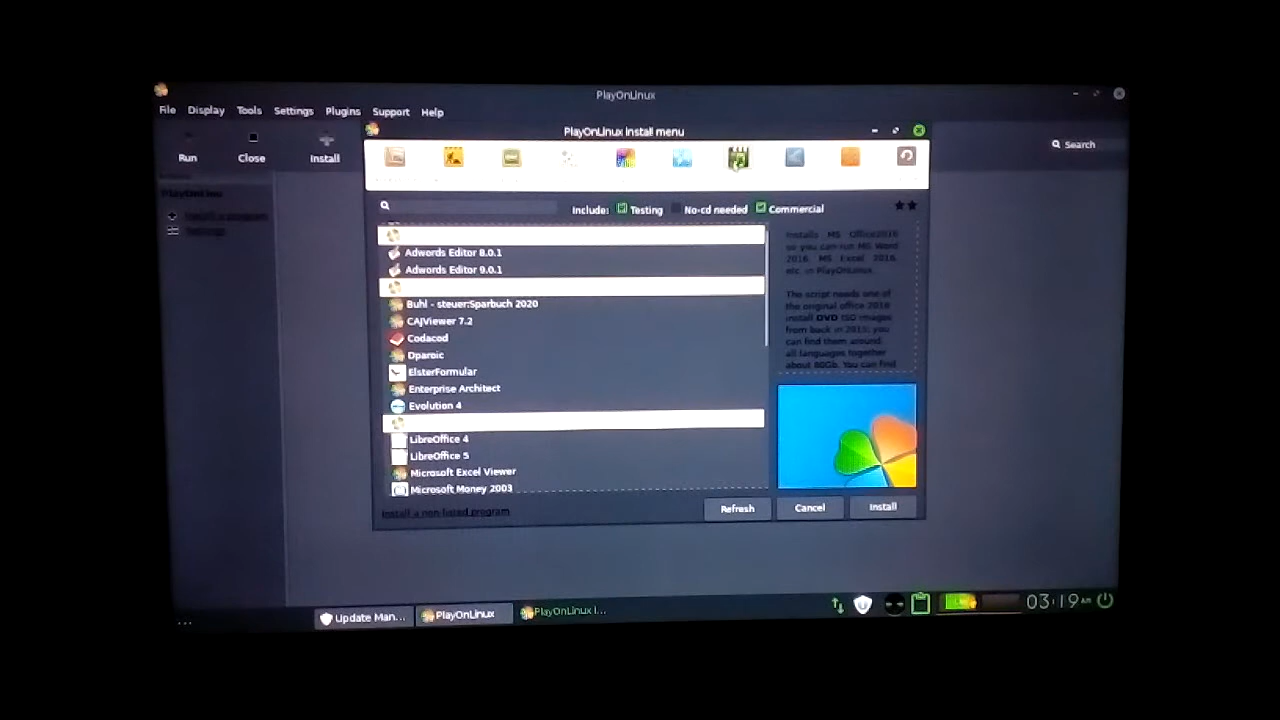 PlayOnLinux
File Display Tools Settings Plugins Support Help
PlayOnLinux install menu
Run Close Install
Search
PlayOnLinux
Install a program
Settings
Include: Testing No-cd needed Commercial
Adwords Editor 8.0.1
Adwords Editor 9.0.1
Buhl - steuer:Sparbuch 2020
CAJViewer 7.2
Codacod
Dparoic
ElsterFormular
Enterprise Architect
Evolution 4
LibreOffice 4
LibreOffice 5
Microsoft Excel Viewer
Microsoft Money 2003
Installs MS Office2016
so you can run MS Word
2016, MS Excel 2016,
etc. in PlayOnLinux.
The script needs one of
the original office 2016
install DVD ISO images
from back in 2015; you
can find them around
all languages together
about 80Gb. You can find
Install a non-listed program
Refresh Cancel Install
Update Man... PlayOnLinux PlayOnLinux i... 03:19 AM